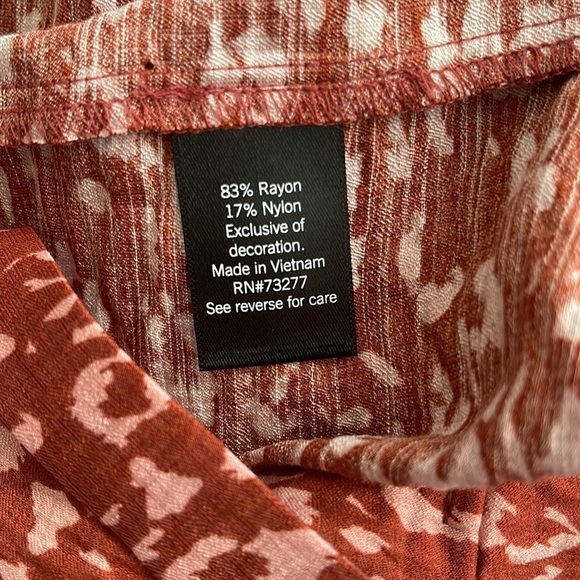 83% Rayon
17% Nylon
Exclusive of
decoration.
Made in Vietnam
RN#73277
See reverse for care